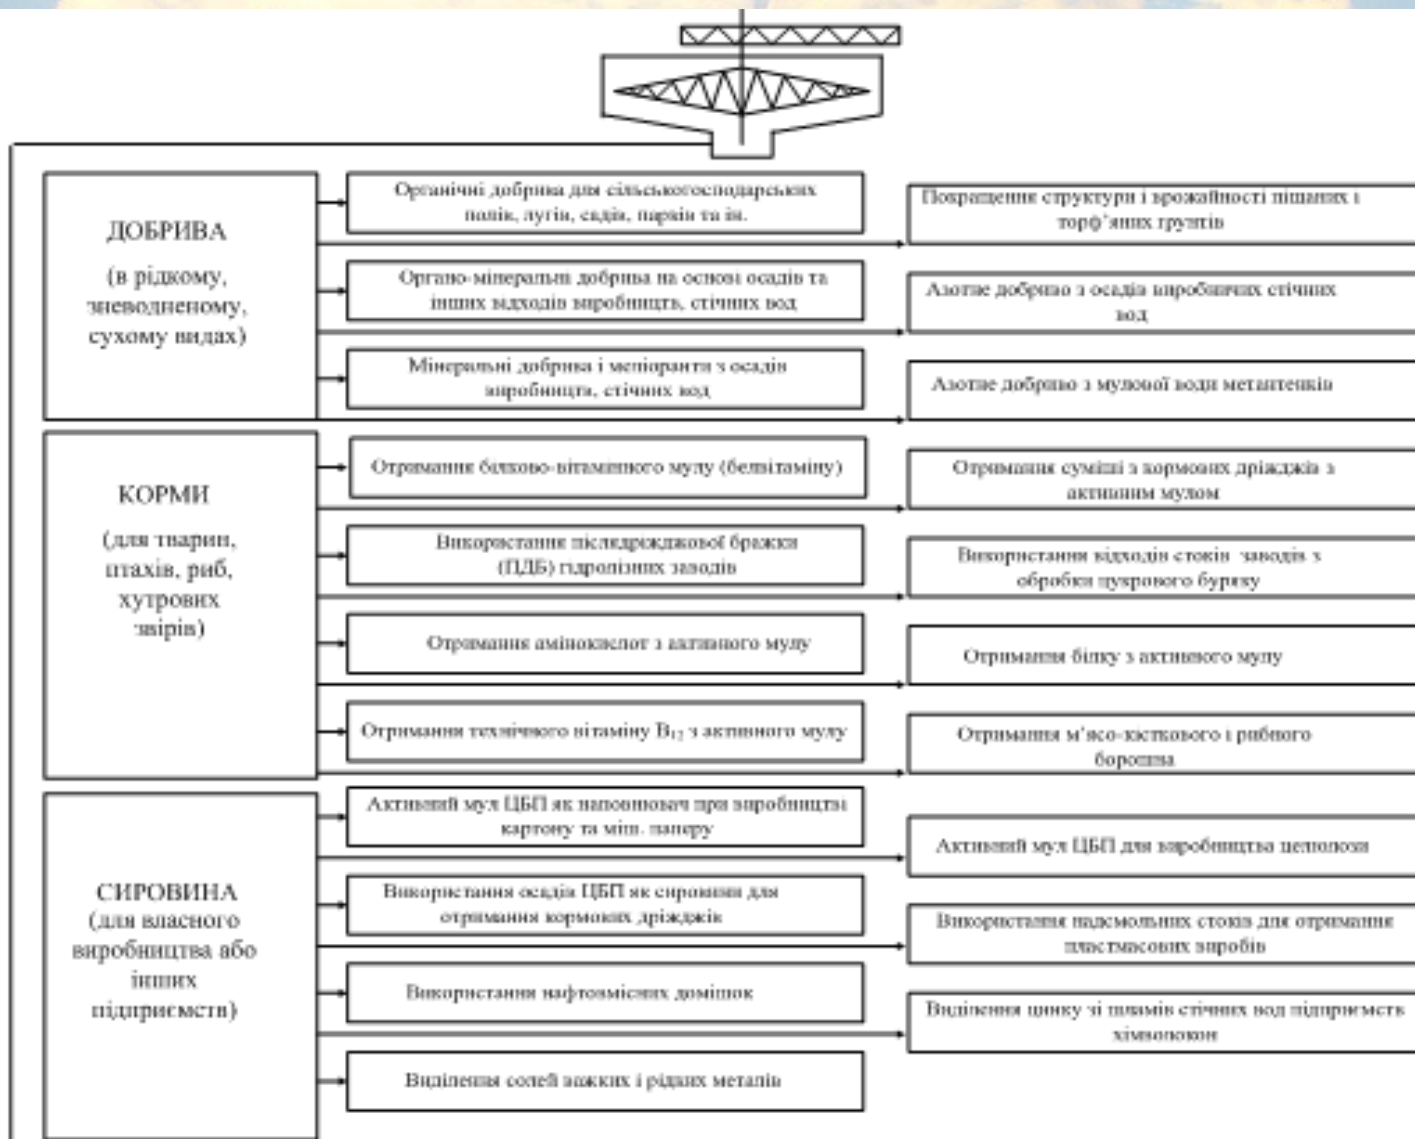 ДОБРИВА
(в рідкому,
зневодненому,
сухому видах)
Органічні добрива для сільськогосподарських
полів, лугів, садів, парків та ін.
Покращення структури і врожайності піщаних і
торф'яних грунтів
Органо-мінеральні добрива на основі осадів та
інших відходів виробництв, стічних вод
Азотне добриво з осадів виробничих стічних
вод
Мінеральні добрива і меліоранти з осадів
виробництв, стічних вод
Азотне добриво з мулової води метантенків
КОРМИ
(для тварин,
птахів, риб,
хутрових
звірів)
Отримання білково-вітамінного мулу (белвітаміну)
Отримання суміші з кормових дріжджів з
активним мулом
Використання післядріжджової бражки
(ПДБ) гідролізних заводів
Використання відходів стоків заводів з
обробки цукрового буряку
Отримання амінокислот з активного мулу
Отримання білку з активного мулу
Отримання технічного вітаміну В₁₂ з активного мулу
Отримання м'ясо-кісткового і рибного
борошна
СИРОВИНА
(для власного
виробництва або
інших
підприємств)
Активний мул ЦБП як наповнювач при виробництві
картону та міш. паперу
Активний мул ЦБП для виробництва целюлози
Використання осадів ЦБП як сировини для
отримання кормових дріжджів
Використання надсмольних стоків для отримання
пластмасових виробів
Використання нафтовмісних домішок
Виділення цинку зі шламів стічних вод підприємств
хімволокон
Виділення солей важких і рідких металів